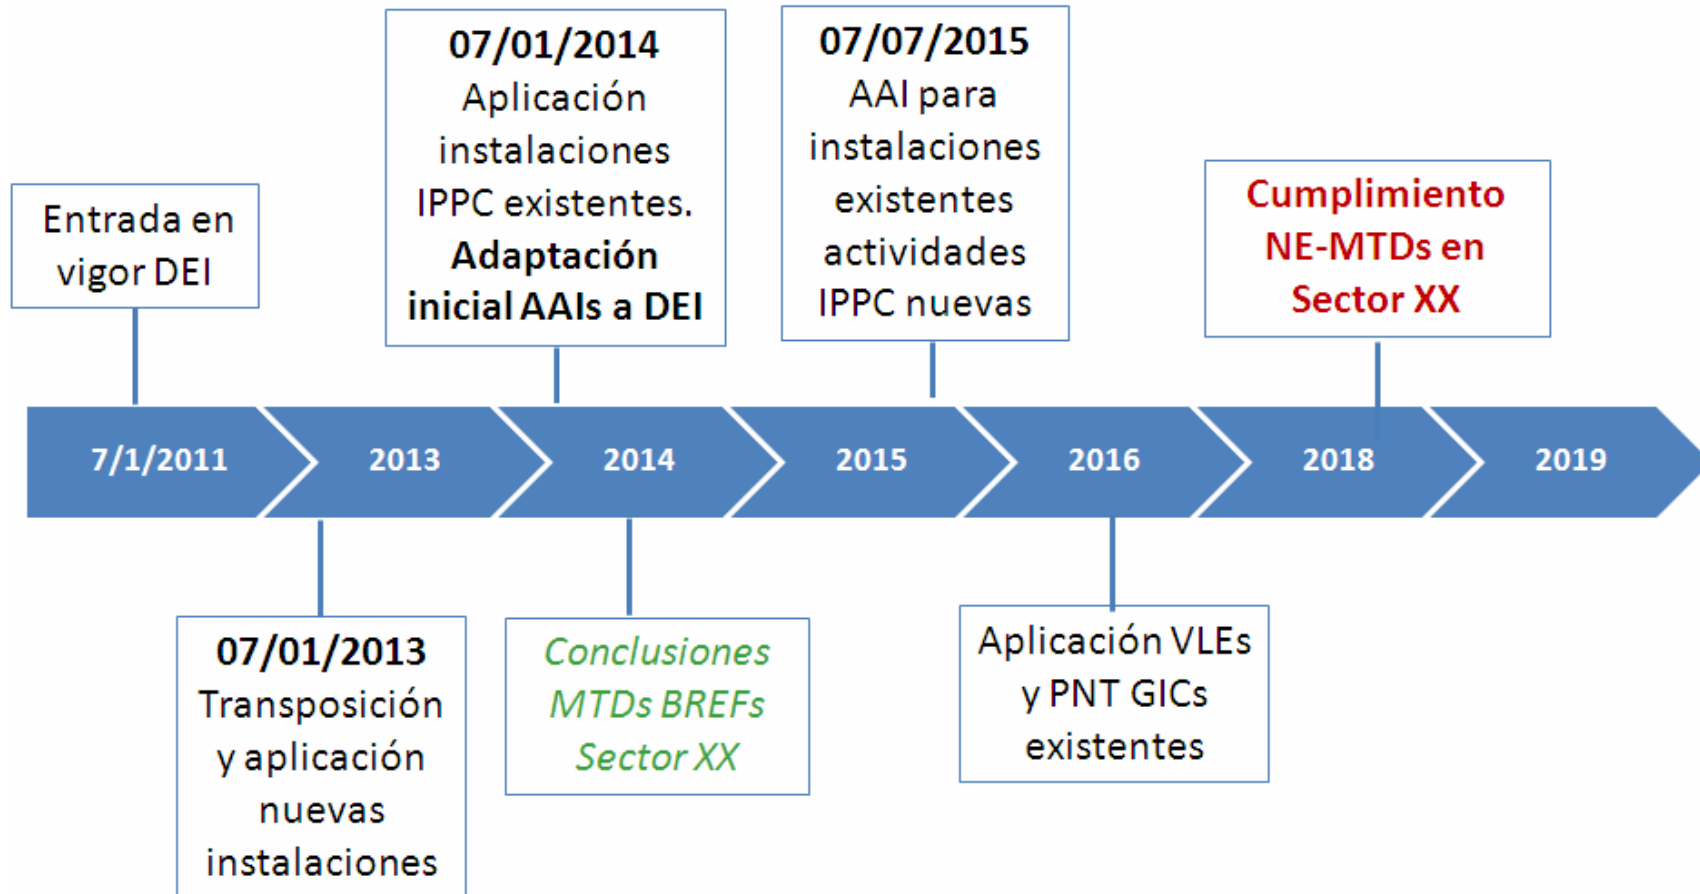 07/01/2014
Aplicación
instalaciones
IPPC existentes.
Adaptación
inicial AAIs a DEI
07/07/2015
AAI para
instalaciones
existentes
actividades
IPPC nuevas
Entrada en
vigor DEI
Cumplimiento
NE-MTDs en
Sector XX
7/1/2011
2013
2014
2015
2016
2018
2019
07/01/2013
Transposición
y aplicación
nuevas
instalaciones
Conclusiones
MTDs BREFs
Sector XX
Aplicación VLEs
y PNT GICs
existentes